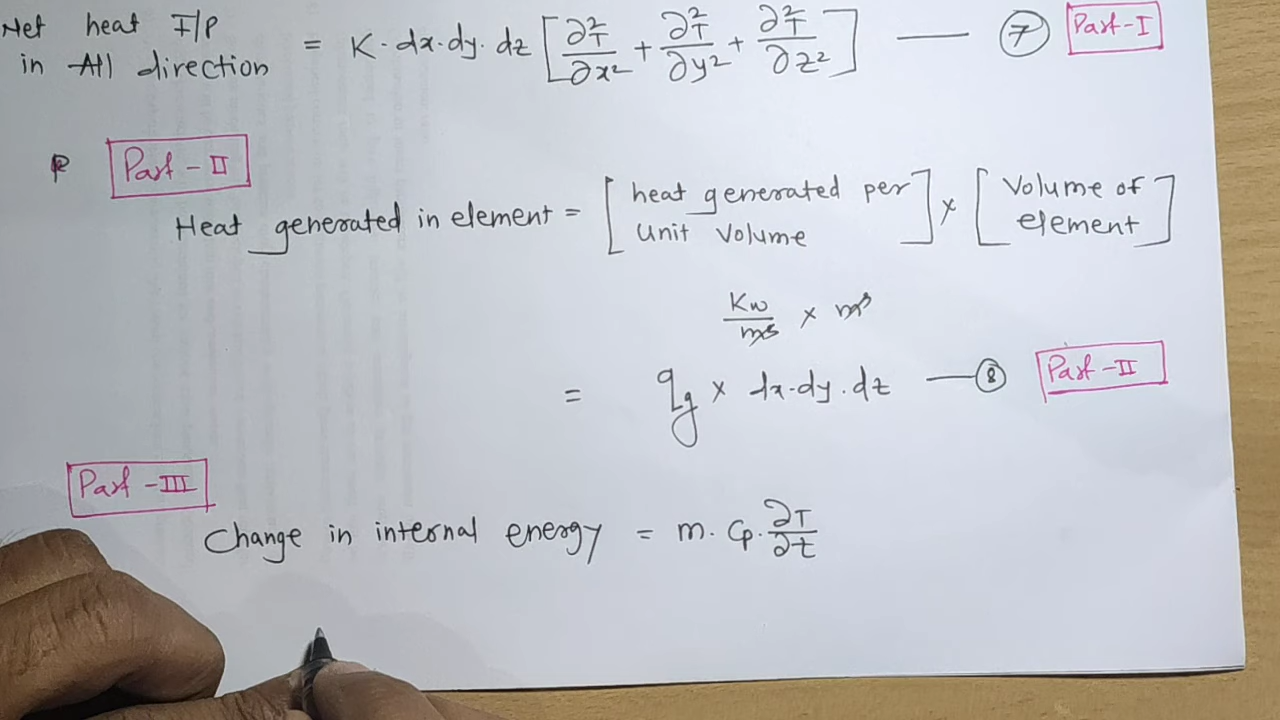 Net heat I/P
in All direction = K · dx · dy · dz [ ∂²T/∂x² + ∂²T/∂y² + ∂²T/∂z² ] — 7 Part-I
Part - II
Heat generated in element = [ heat generated per unit volume ] × [ Volume of element ]
Kw/m³ × m³
= qg × dx·dy·dz — 8 Part-II
Part - III
Change in internal energy = m. Cp. ∂T/∂t